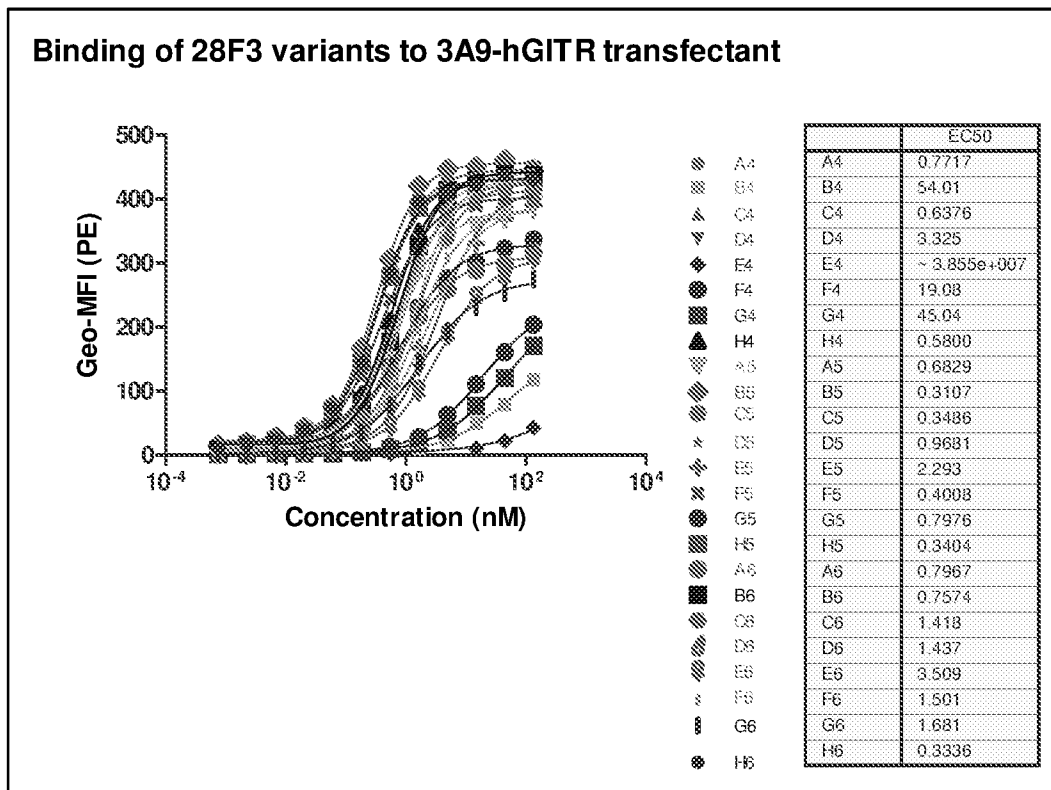 Binding of 28F3 variants to 3A9-hGITR transfectant
500
400
300
200
100
0
Geo-MFI (PE)
10⁻⁴
10⁻²
10⁰
10²
10⁴
Concentration (nM)
A4
B4
C4
D4
E4
F4
G4
H4
A5
B5
C5
D5
E5
F5
G5
H5
A6
B6
C6
D6
E6
F6
G6
H6
EC50
A4 0.7717
B4 54.01
C4 0.6376
D4 3.325
E4 ~ 3.855e+007
F4 19.08
G4 45.04
H4 0.5800
A5 0.6829
B5 0.3107
C5 0.3486
D5 0.9681
E5 2.293
F5 0.4008
G5 0.7976
H5 0.3404
A6 0.7967
B6 0.7574
C6 1.418
D6 1.437
E6 3.509
F6 1.501
G6 1.681
H6 0.3336